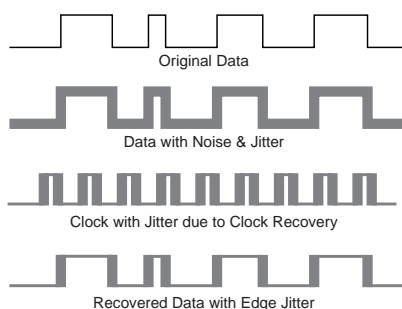 Original Data
Data with Noise & Jitter
Clock with Jitter due to Clock Recovery
Recovered Data with Edge Jitter